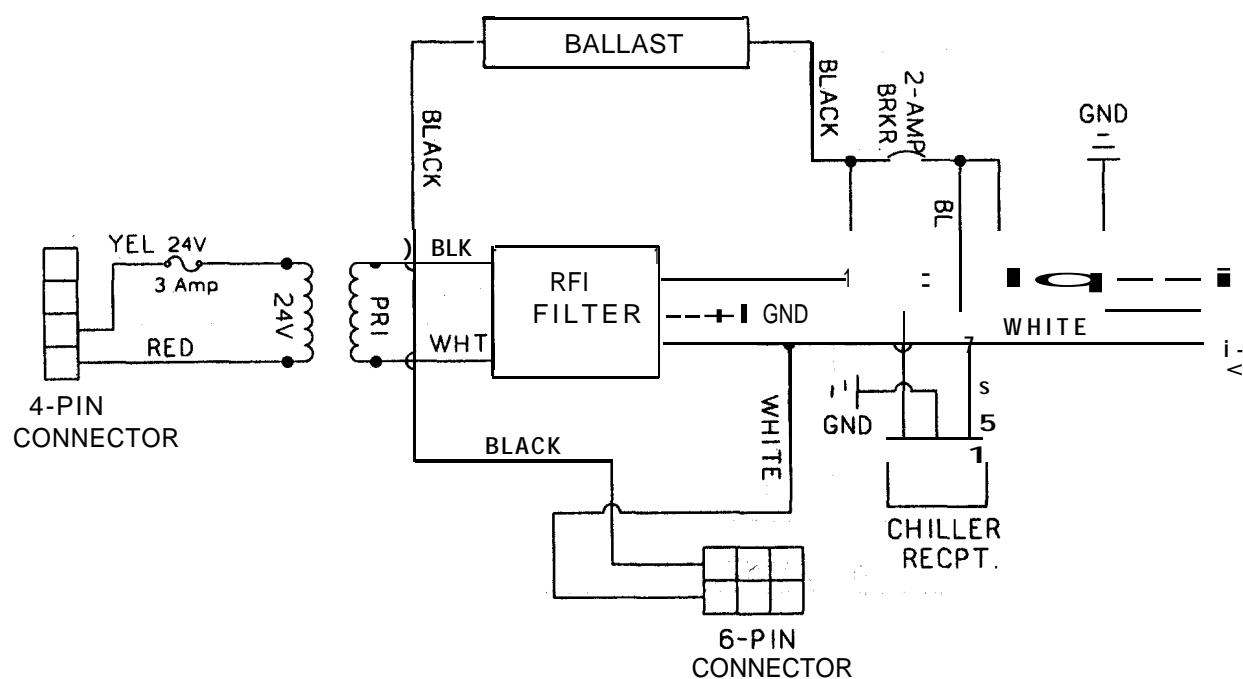 BALLAST
BLACK
BLACK
2-AMP
BRKR
GND
BL
YEL 24V
3 Amp
24V
PRI
BLK
RFI
FILTER
GND
WHITE
RED
WHT
4-PIN
CONNECTOR
BLACK
WHITE
GND
S
5
1
CHILLER
RECPT.
6-PIN
CONNECTOR